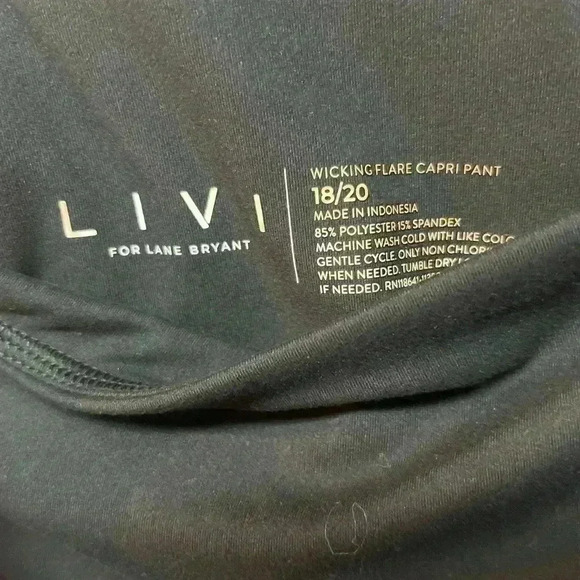 LIVI
FOR LANE BRYANT
WICKING FLARE CAPRI PANT
18/20
MADE IN INDONESIA
85% POLYESTER 15% SPANDEX
MACHINE WASH COLD WITH LIKE
GENTLE CYCLE. ONLY NON
WHEN NEEDED. TUMBLE DRY
IF NEEDED.